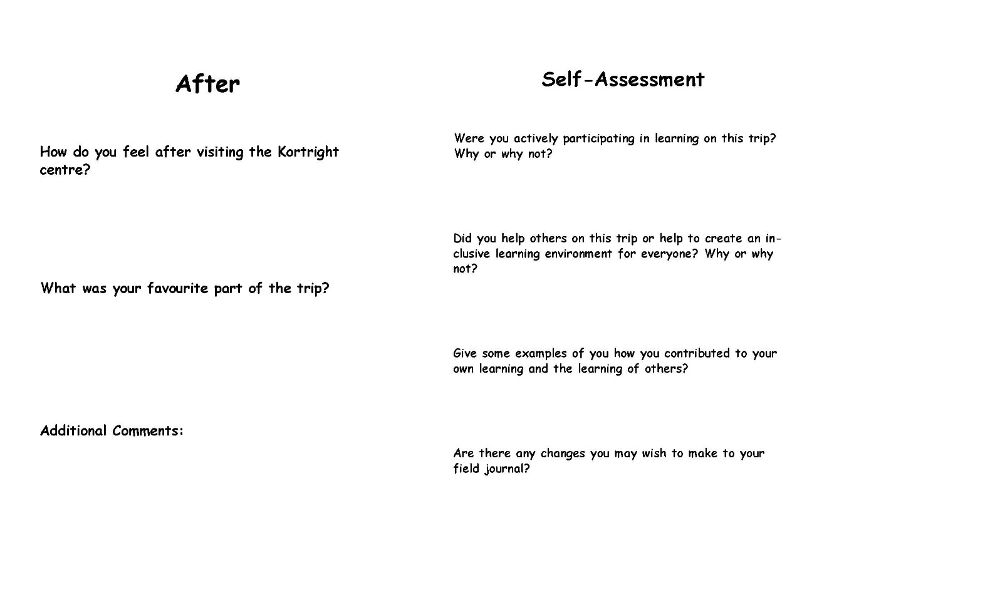 After
How do you feel after visiting the Kortright
centre?
What was your favourite part of the trip?
Additional Comments:
Self-Assessment
Were you actively participating in learning on this trip?
Why or why not?
Did you help others on this trip or help to create an in-
clusive learning environment for everyone? Why or why
not?
Give some examples of you how you contributed to your
own learning and the learning of others?
Are there any changes you may wish to make to your
field journal?